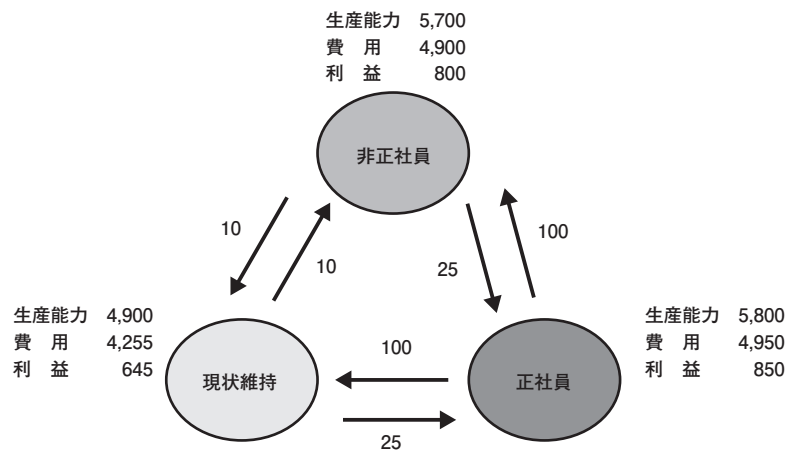 生産能力 5,700
費 用 4,900
利 益 800
非正社員
10
10
25
100
生産能力 4,900
費 用 4,255
利 益 645
現状維持
100
25
正社員
生産能力 5,800
費 用 4,950
利 益 850